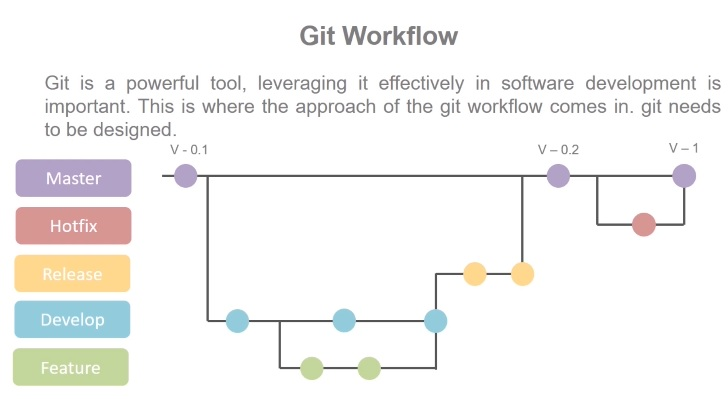 Git Workflow
Git is a powerful tool, leveraging it effectively in software development is
important. This is where the approach of the git workflow comes in. git needs
to be designed.
V - 0.1
V – 0.2
V – 1
Master
Hotfix
Release
Develop
Feature